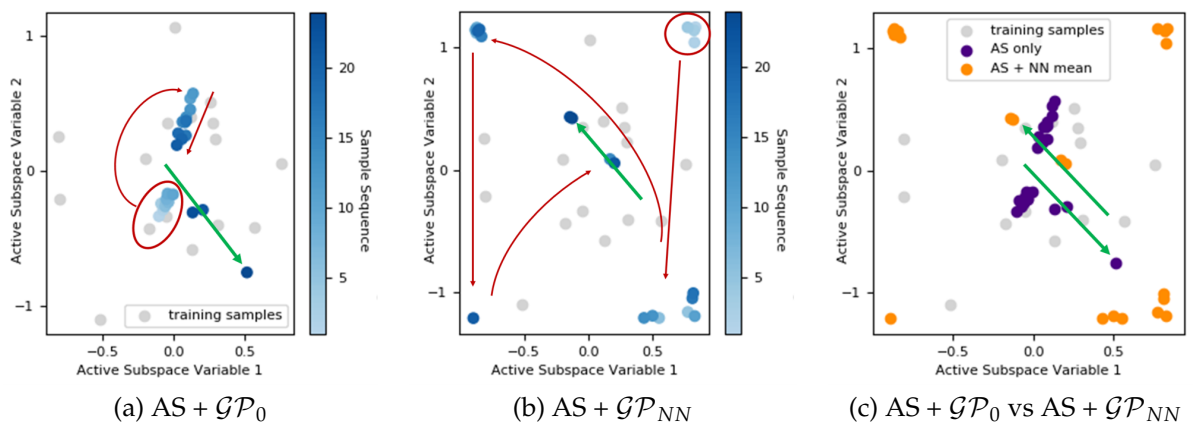 1
0
−1
−0.5
0.0
0.5
Active Subspace Variable 2
Active Subspace Variable 1
training samples
20
15
10
5
Sample Sequence
(a) AS + 𝒢𝒫₀
1
0
−1
−0.5
0.0
0.5
Active Subspace Variable 2
Active Subspace Variable 1
20
15
10
5
Sample Sequence
(b) AS + 𝒢𝒫_NN
training samples
AS only
AS + NN mean
1
0
−1
−0.5
0.0
0.5
Active Subspace Variable 2
Active Subspace Variable 1
(c) AS + 𝒢𝒫₀ vs AS + 𝒢𝒫_NN